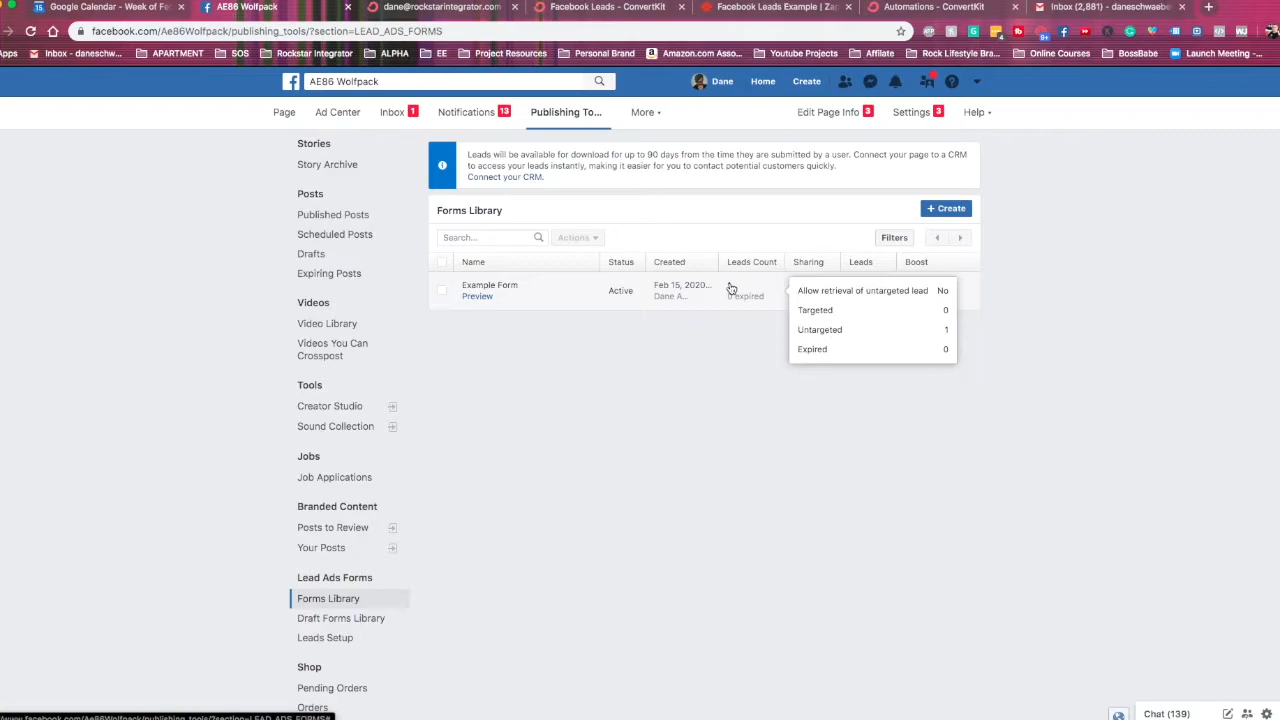 Google Calendar - Week of Fe
AE86 Wolfpack
dane@rockstarintegrator.com
Facebook Leads - ConvertKit
Facebook Leads Example | Za
Automations - ConvertKit
Inbox (2,881) - daneschwaebe
facebook.com/AE86Wolfpack/publishing_tools/?section=LEAD_ADS_FORMS
Apps
Inbox - daneschw...
APARTMENT
SOS
Rockstar Integrator
ALPHA
EE
Project Resources
Personal Brand
Amazon.com Asso...
Youtube Projects
Affilate
Rock Lifestyle Bra...
Online Courses
BossBabe
Launch Meeting -...
AE86 Wolfpack
Dane
Home
Create
Page
Ad Center
Inbox 1
Notifications 13
Publishing To...
More
Edit Page Info 3
Settings 3
Help
Stories
Story Archive
Posts
Published Posts
Scheduled Posts
Drafts
Expiring Posts
Videos
Video Library
Videos You Can
Crosspost
Tools
Creator Studio
Sound Collection
Jobs
Job Applications
Branded Content
Posts to Review
Your Posts
Lead Ads Forms
Forms Library
Draft Forms Library
Leads Setup
Shop
Pending Orders
Orders
Leads will be available for download for up to 90 days from the time they are submitted by a user. Connect your page to a CRM
to access your leads instantly, making it easier for you to contact potential customers quickly.
Connect your CRM.
Forms Library
+ Create
Search...
Actions
Filters
Name Status Created Leads Count Sharing Leads Boost
Example Form
Preview
Active
Feb 15, 2020...
Dane A...
0 expired
Allow retrieval of untargeted lead No
Targeted 0
Untargeted 1
Expired 0
Chat (139)